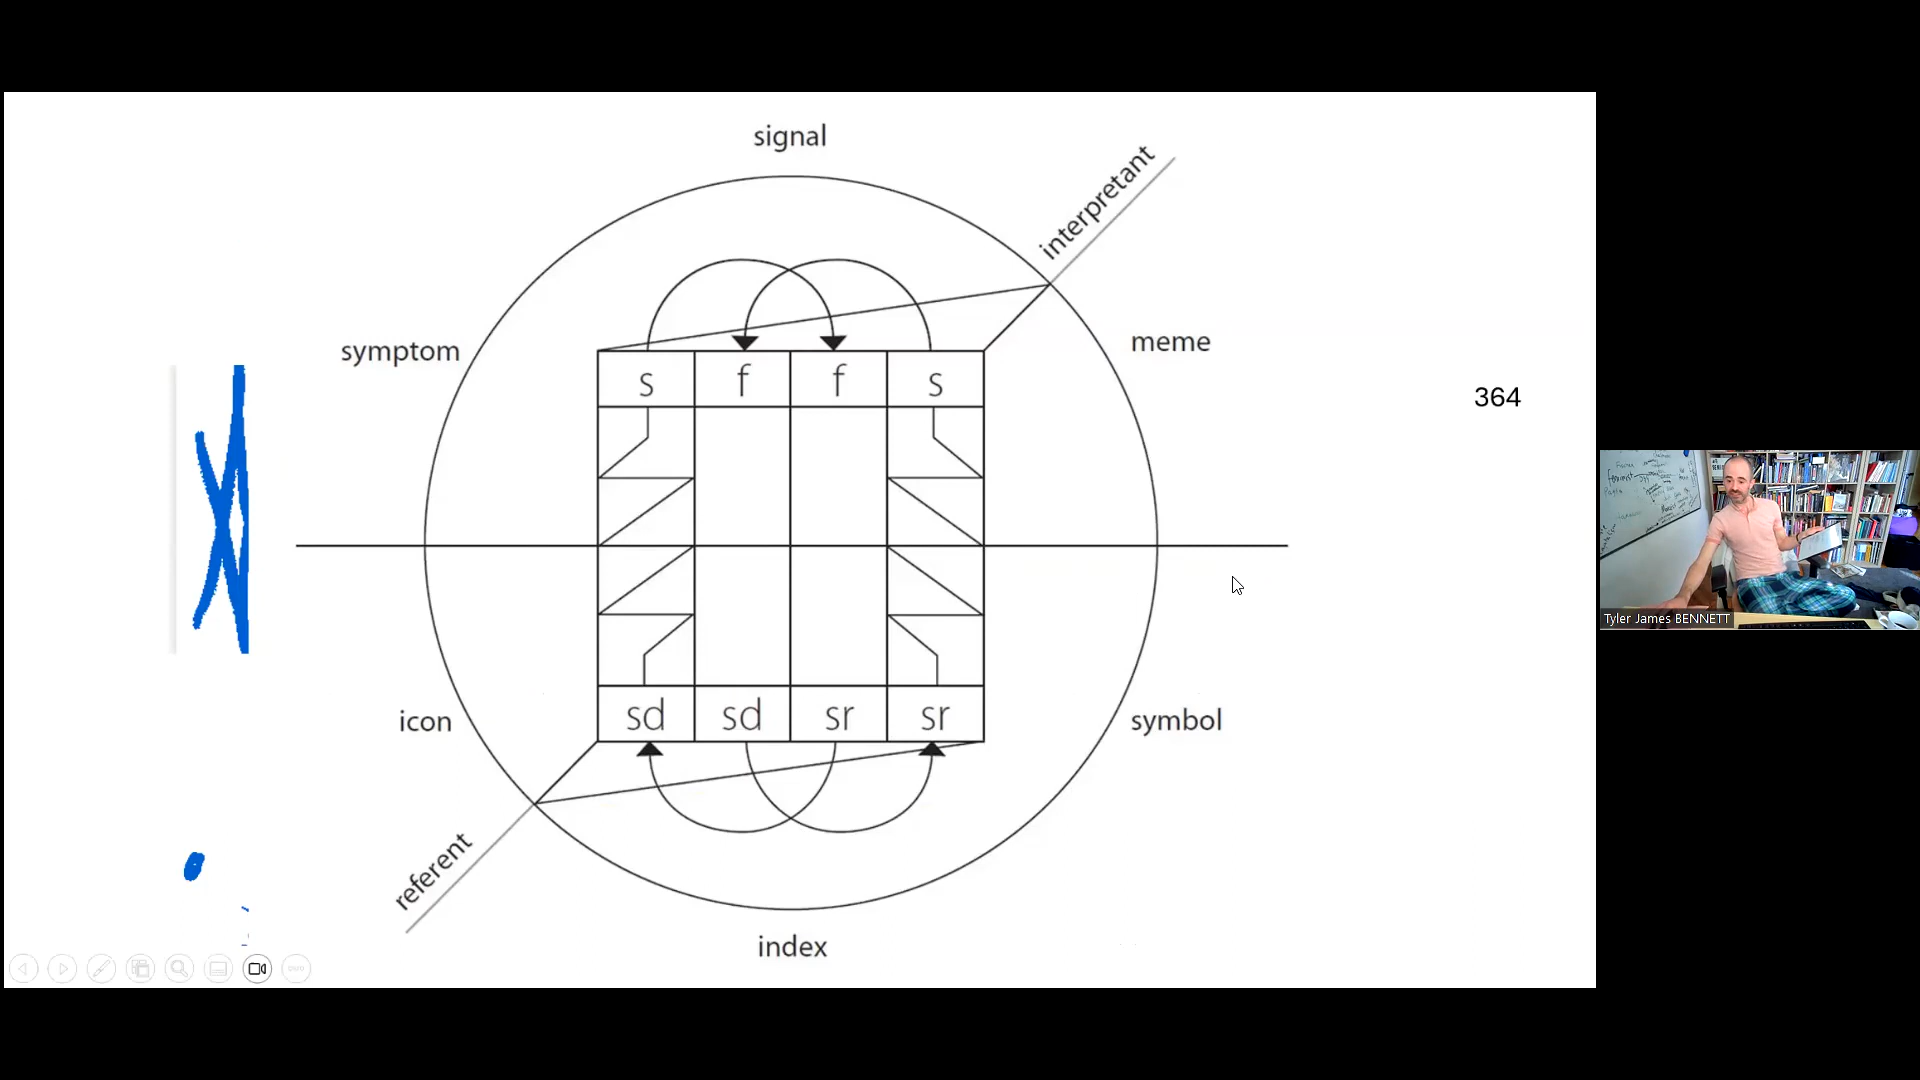 signal
interpretant
symptom
meme
s f f s
364
sd sd sr sr
icon
symbol
referent
index
Tyler James BENNETT